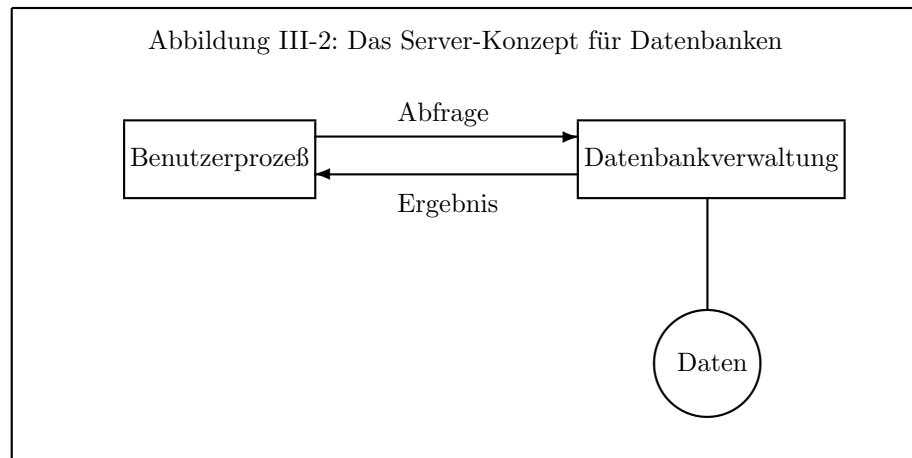 Abbildung III-2: Das Server-Konzept für Datenbanken
Abfrage
Benutzerprozeß
Datenbankverwaltung
Ergebnis
Daten